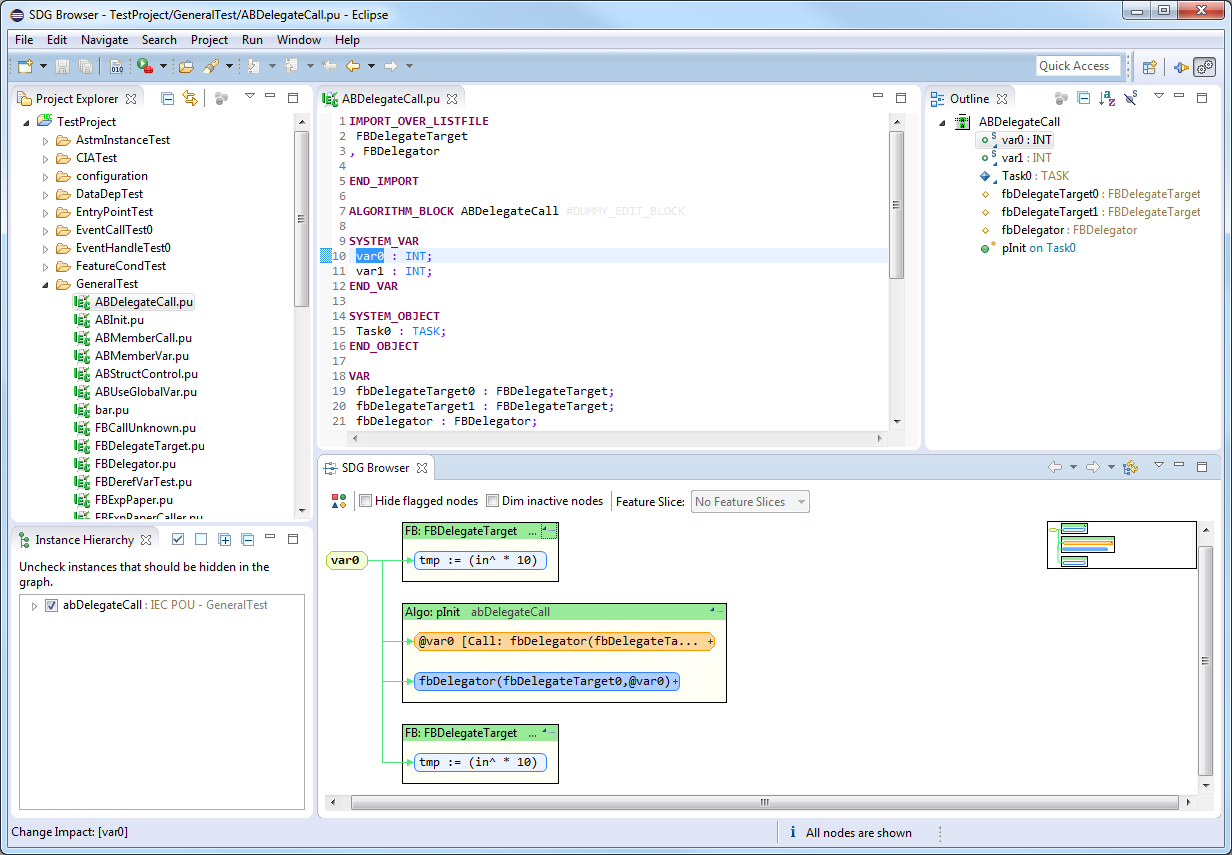 SDG Browser - TestProject/GeneralTest/ABDelegateCall.pu - Eclipse
File Edit Navigate Search Project Run Window Help
010
Quick Access
Project Explorer
TestProject
AstmInstanceTest
CIATest
configuration
DataDepTest
EntryPointTest
EventCallTest0
EventHandleTest0
FeatureCondTest
GeneralTest
ABDelegateCall.pu
ABInit.pu
ABMemberCall.pu
ABMemberVar.pu
ABStructControl.pu
ABUseGlobalVar.pu
bar.pu
FBCallUnknown.pu
FBDelegateTarget.pu
FBDelegator.pu
FBDerefVarTest.pu
FBExpPaper.pu
FBExpPaperCaller.pu
ABDelegateCall.pu
1 IMPORT_OVER_LISTFILE
2 FBDelegateTarget
3 , FBDelegator
4
5 END_IMPORT
6
7 ALGORITHM_BLOCK ABDelegateCall #DUMMY_EDIT_BLOCK
8
9 SYSTEM_VAR
10 var0 : INT;
11 var1 : INT;
12 END_VAR
13
14 SYSTEM_OBJECT
15 Task0 : TASK;
16 END_OBJECT
17
18 VAR
19 fbDelegateTarget0 : FBDelegateTarget;
20 fbDelegateTarget1 : FBDelegateTarget;
21 fbDelegator : FBDelegator;
Outline
ABDelegateCall
var0 : INT
var1 : INT
Task0 : TASK
fbDelegateTarget0 : FBDelegateTarget
fbDelegateTarget1 : FBDelegateTarget
fbDelegator : FBDelegator
pInit on Task0
Instance Hierarchy
Uncheck instances that should be hidden in the
graph.
abDelegateCall : IEC POU - GeneralTest
SDG Browser
Hide flagged nodes Dim inactive nodes Feature Slice: No Feature Slices
var0
FB: FBDelegateTarget ...
tmp := (in^ * 10)
Algo: pInit abDelegateCall
@var0 [Call: fbDelegator(fbDelegateTa... +
fbDelegator(fbDelegateTarget0,@var0)+
FB: FBDelegateTarget ...
tmp := (in^ * 10)
Change Impact: [var0]
i All nodes are shown